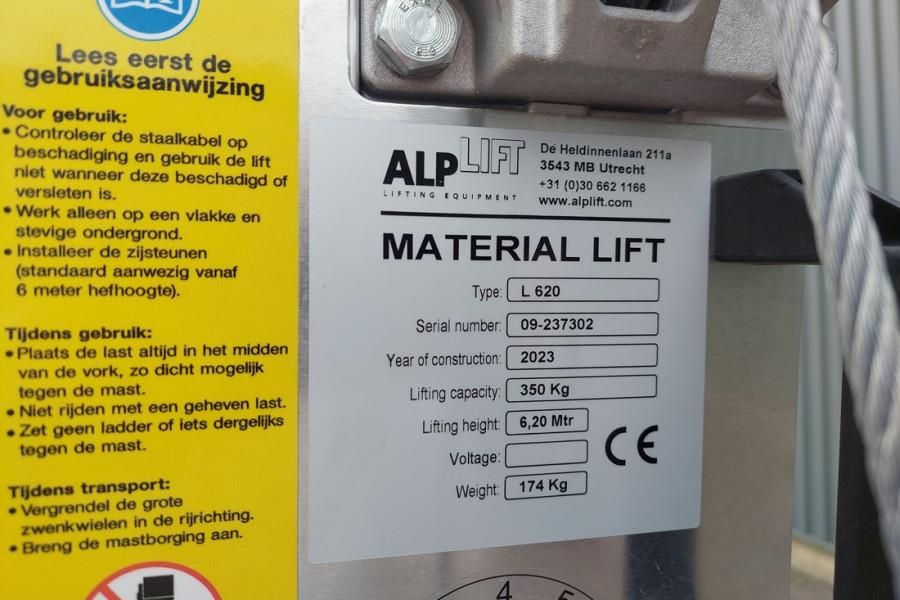 Lees eerst de
gebruiksaanwijzing
Voor gebruik:
• Controleer de staalkabel op
beschadiging en gebruik de lift
niet wanneer deze beschadigd of
versleten is.
• Werk alleen op een vlakke en
stevige ondergrond.
• Installeer de zijsteunen
(standaard aanwezig vanaf
6 meter hefhoogte).
Tijdens gebruik:
• Plaats de last altijd in het midden
van de vork, zo dicht mogelijk
tegen de mast.
• Niet rijden met een geheven last.
• Zet geen ladder of iets dergelijks
tegen de mast.
Tijdens transport:
• Vergrendel de grote
zwenkwielen in de rijrichting.
• Breng de mastborging aan.
ALP LIFT
LIFTING EQUIPMENT
De Heldinnenlaan 211a
3543 MB Utrecht
+31 (0)30 662 1166
www.alplift.com
MATERIAL LIFT
Type: L 620
Serial number: 09-237302
Year of construction: 2023
Lifting capacity: 350 Kg
Lifting height: 6,20 Mtr
Voltage:
Weight: 174 Kg
CE
4 5